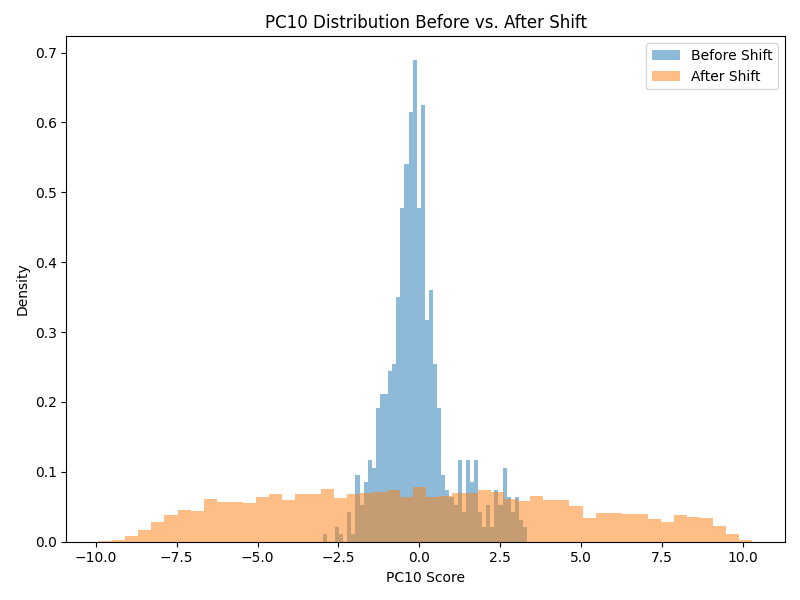 PC10 Distribution Before vs. After Shift
Before Shift
After Shift
Density
0.7
0.6
0.5
0.4
0.3
0.2
0.1
0.0
−10.0 −7.5 −5.0 −2.5 0.0 2.5 5.0 7.5 10.0
PC10 Score